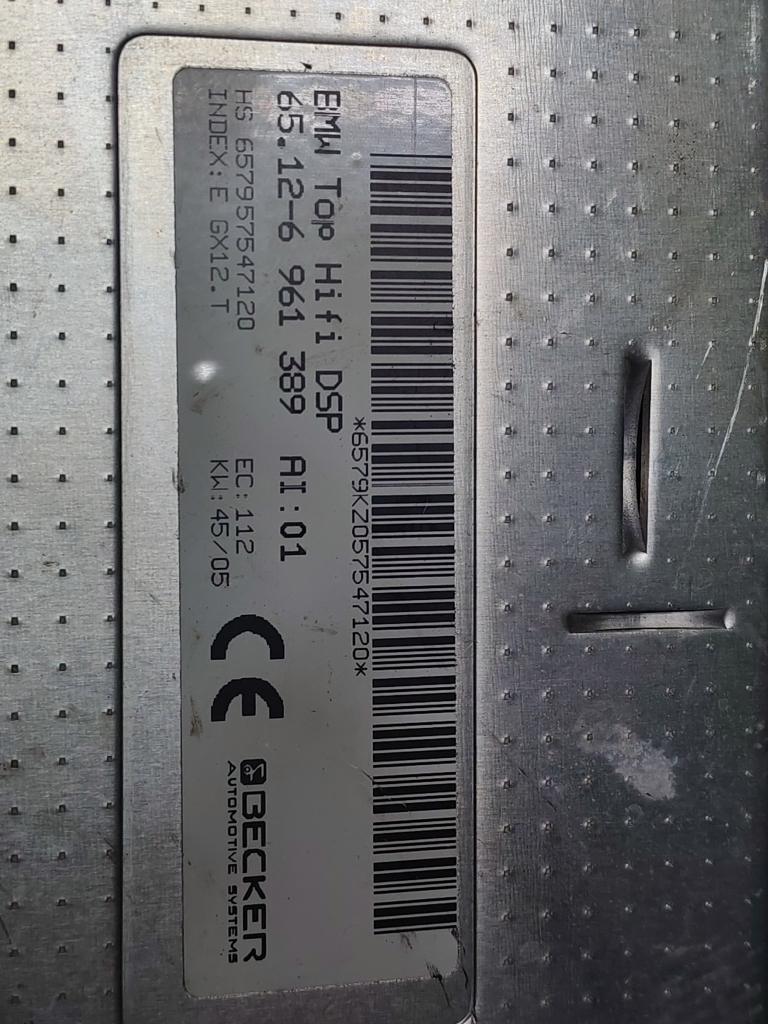 *6579KZ057547120*
BMW Top Hifi DSP
65.12-6 961 389 AI:01
HS 657957547120 EC:112
INDEX:E GX12.T KW:45/05
CE
BECKER
AUTOMOTIVE SYSTEMS